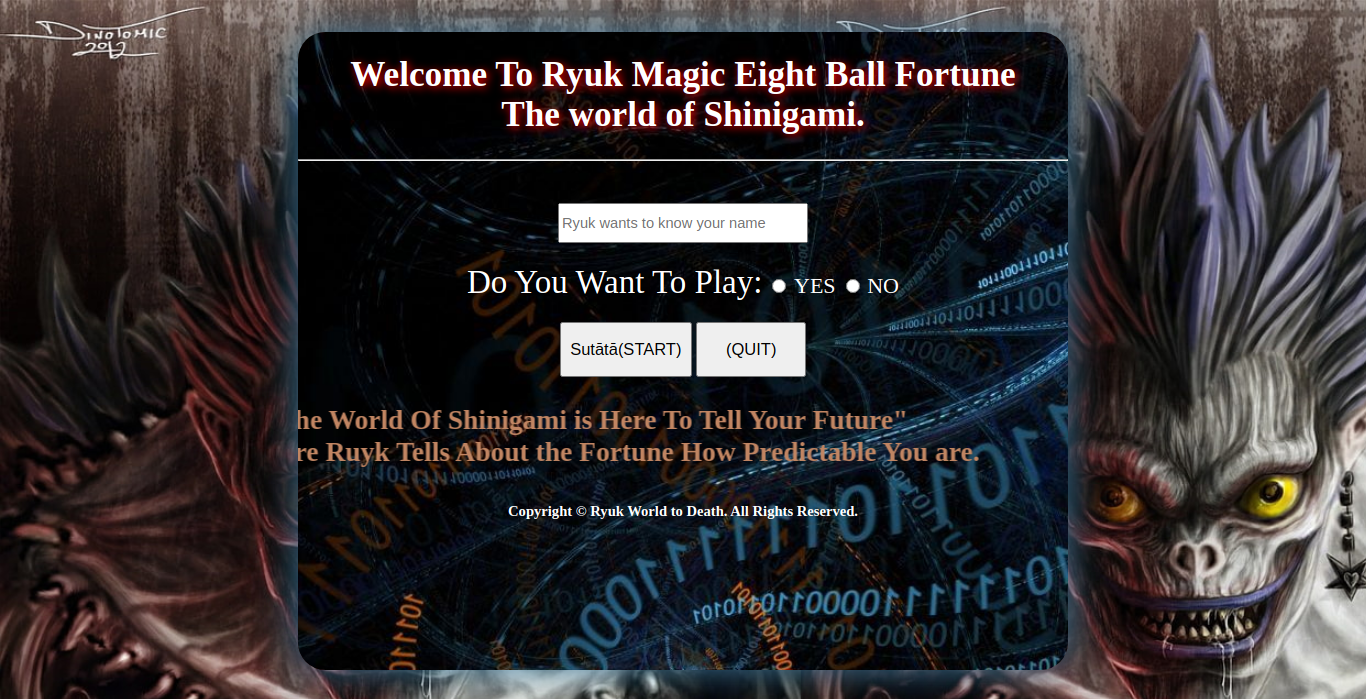 DINOTOMIC
2012
Welcome To Ryuk Magic Eight Ball Fortune
The world of Shinigami.
Ryuk wants to know your name
Do You Want To Play: YES NO
Sutātā(START) (QUIT)
he World Of Shinigami is Here To Tell Your Future"
re Ruyk Tells About the Fortune How Predictable You are.
Copyright © Ryuk World to Death. All Rights Reserved.